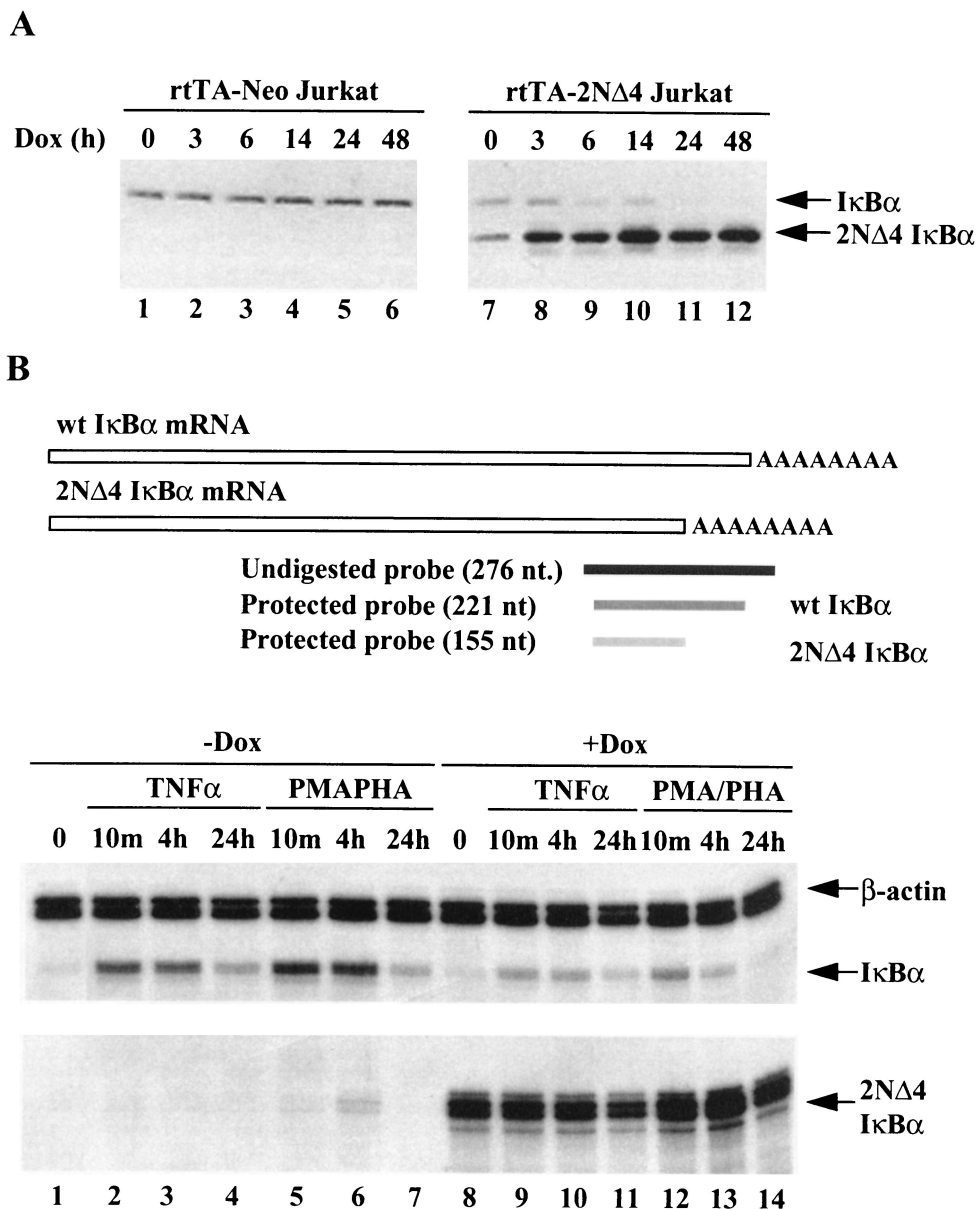 A
rtTA-Neo Jurkat rtTA-2NΔ4 Jurkat
Dox (h) 0 3 6 14 24 48 0 3 6 14 24 48
IκBα
2NΔ4 IκBα
1 2 3 4 5 6 7 8 9 10 11 12
B
wt IκBα mRNA
AAAAAAAA
2NΔ4 IκBα mRNA
AAAAAAAA
Undigested probe (276 nt.)
Protected probe (221 nt) wt IκBα
Protected probe (155 nt) 2NΔ4 IκBα
-Dox +Dox
TNFα PMAPHA TNFα PMA/PHA
0 10m 4h 24h 10m 4h 24h 0 10m 4h 24h 10m 4h 24h
β-actin
IκBα
2NΔ4
IκBα
1 2 3 4 5 6 7 8 9 10 11 12 13 14